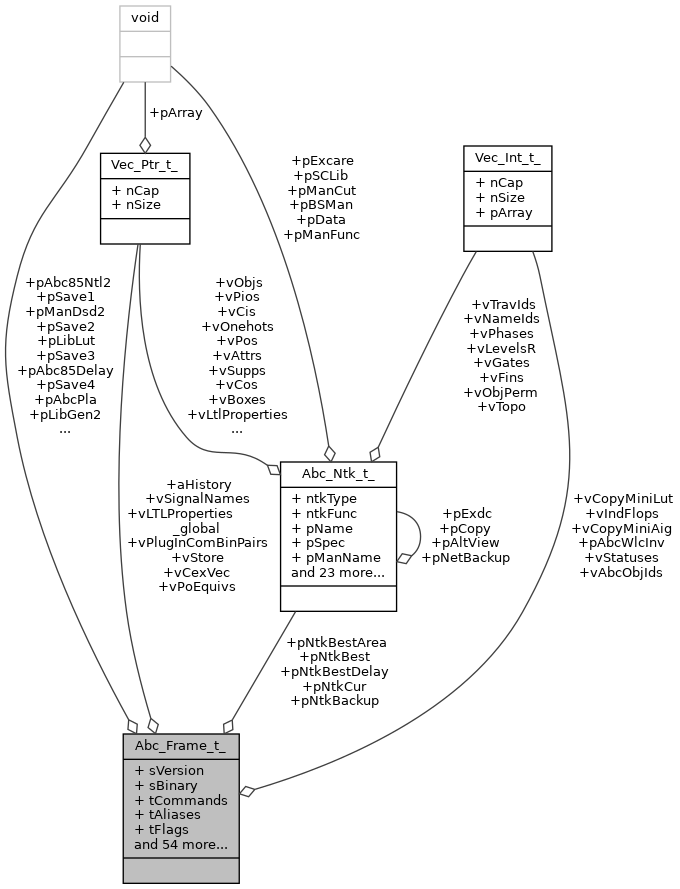 void
+pArray
Vec_Ptr_t_
+ nCap
+ nSize
Vec_Int_t_
+ nCap
+ nSize
+ pArray
+pExcare
+pSCLib
+pManCut
+pBSMan
+pData
+pManFunc
+pAbc85Ntl2
+pSave1
+pManDsd2
+pSave2
+pLibLut
+pSave3
+pAbc85Delay
+pSave4
+pAbcPla
+pLibGen2
...
+vObjs
+vPios
+vCis
+vOnehots
+vPos
+vAttrs
+vSupps
+vCos
+vBoxes
+vLtlProperties
...
+vTravIds
+vNameIds
+vPhases
+vLevelsR
+vGates
+vFins
+vObjPerm
+vTopo
Abc_Ntk_t_
+ ntkType
+ ntkFunc
+ pName
+ pSpec
+ pManName
and 23 more...
+pExdc
+pCopy
+pAltView
+pNetBackup
+aHistory
+vSignalNames
+vLTLProperties
_global
+vPlugInComBinPairs
+vStore
+vCexVec
+vPoEquivs
+vCopyMiniLut
+vIndFlops
+vCopyMiniAig
+pAbcWlcInv
+vStatuses
+vAbcObjIds
+pNtkBestArea
+pNtkBest
+pNtkBestDelay
+pNtkCur
+pNtkBackup
Abc_Frame_t_
+ sVersion
+ sBinary
+ tCommands
+ tAliases
+ tFlags
and 54 more...